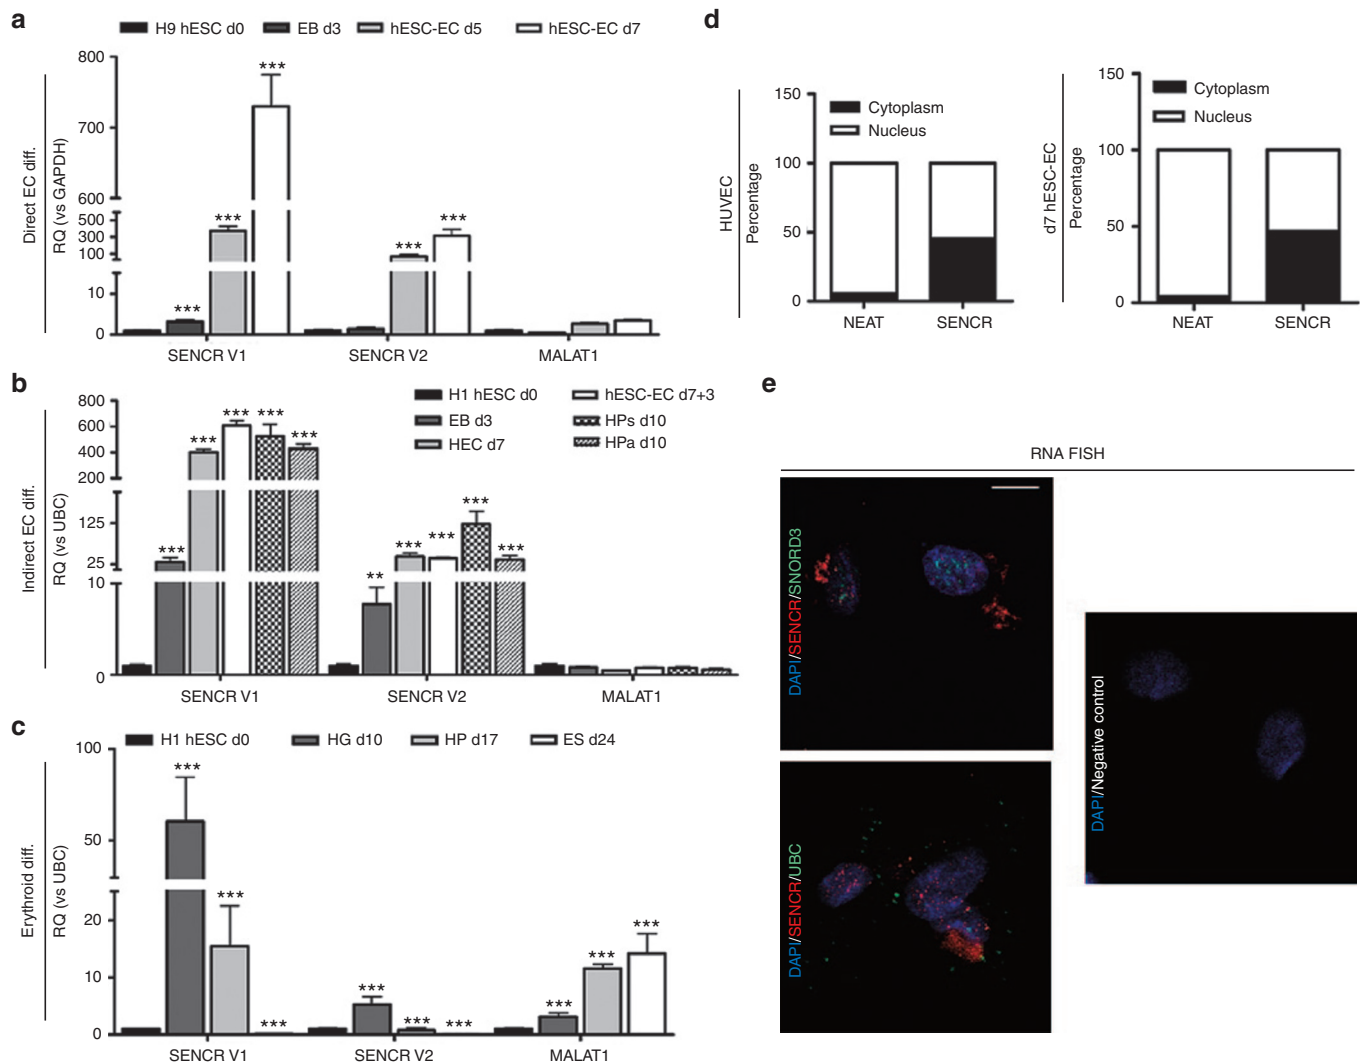 a
H9 hESC d0
EB d3
hESC-EC d5
hESC-EC d7
Direct EC diff.
RQ (vs GAPDH)
800
700
600
500
300
100
10
0
***
***
***
***
***
SENCR V1
SENCR V2
MALAT1
b
H1 hESC d0
EB d3
HEC d7
hESC-EC d7+3
HPs d10
HPa d10
Indirect EC diff.
RQ (vs UBC)
800
600
400
200
125
25
10
0
***
***
***
***
***
**
***
***
***
***
SENCR V1
SENCR V2
MALAT1
c
H1 hESC d0
HG d10
HP d17
ES d24
Erythroid diff.
RQ (vs UBC)
100
50
20
10
0
***
***
***
***
***
***
***
***
***
SENCR V1
SENCR V2
MALAT1
d
HUVEC
Percentage
150
100
50
0
Cytoplasm
Nucleus
NEAT
SENCR
d7 hESC-EC
Percentage
150
100
50
0
Cytoplasm
Nucleus
NEAT
SENCR
e
RNA FISH
DAPI/SENCR/SNORD3
DAPI/SENCR/UBC
DAPI/Negative control